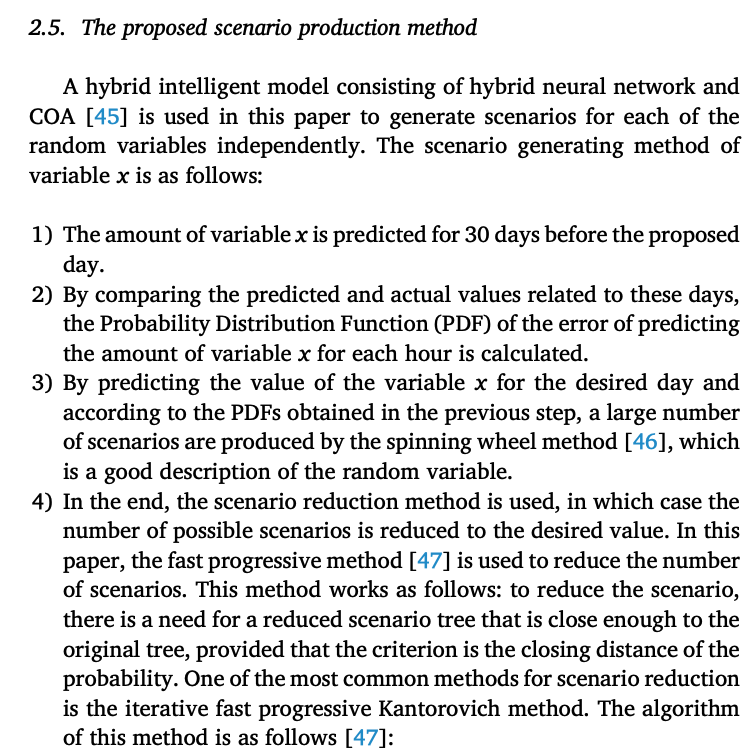 2.5. The proposed scenario production method
A hybrid intelligent model consisting of hybrid neural network and
COA [45] is used in this paper to generate scenarios for each of the
random variables independently. The scenario generating method of
variable x is as follows:
1) The amount of variable x is predicted for 30 days before the proposed
day.
2) By comparing the predicted and actual values related to these days,
the Probability Distribution Function (PDF) of the error of predicting
the amount of variable x for each hour is calculated.
3) By predicting the value of the variable x for the desired day and
according to the PDFs obtained in the previous step, a large number
of scenarios are produced by the spinning wheel method [46], which
is a good description of the random variable.
4) In the end, the scenario reduction method is used, in which case the
number of possible scenarios is reduced to the desired value. In this
paper, the fast progressive method [47] is used to reduce the number
of scenarios. This method works as follows: to reduce the scenario,
there is a need for a reduced scenario tree that is close enough to the
original tree, provided that the criterion is the closing distance of the
probability. One of the most common methods for scenario reduction
is the iterative fast progressive Kantorovich method. The algorithm
of this method is as follows [47]: